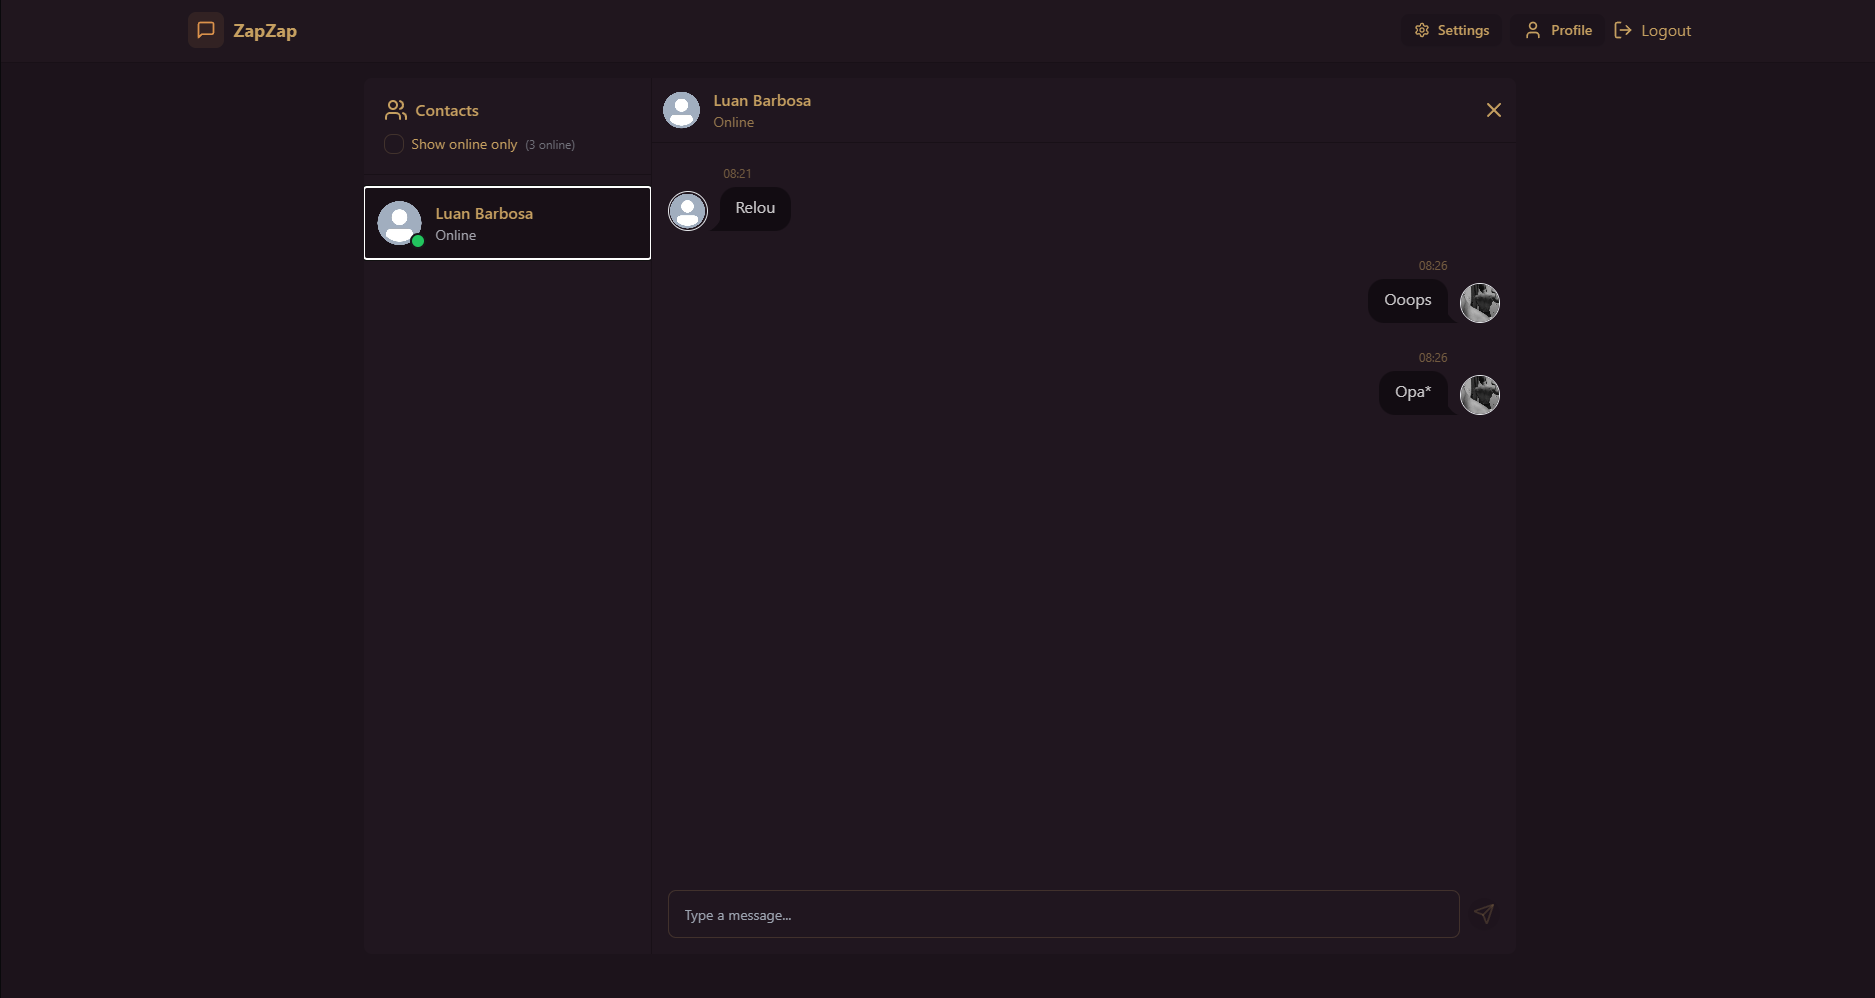 ZapZap
Settings
Profile
Logout
Contacts
Show online only (3 online)
Luan Barbosa
Online
Luan Barbosa
Online
08:21
Relou
08:26
Ooops
08:26
Opa*
Type a message...